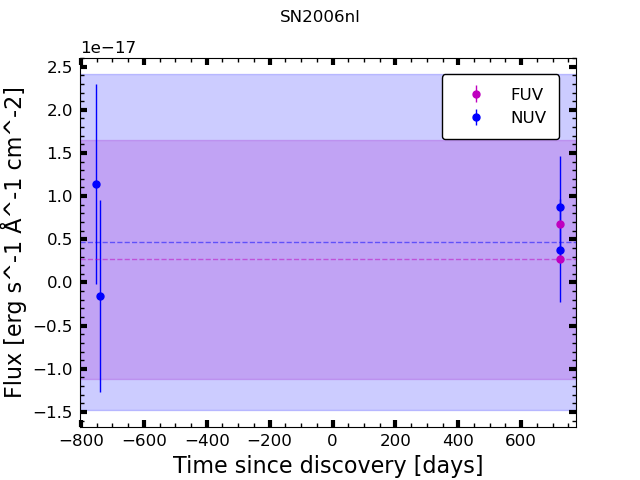 SN2006nl
1e−17
2.5
2.0
1.5
1.0
0.5
0.0
−0.5
−1.0
−1.5
Flux [erg s^-1 Å^-1 cm^-2]
FUV
NUV
−800 −600 −400 −200 0 200 400 600
Time since discovery [days]